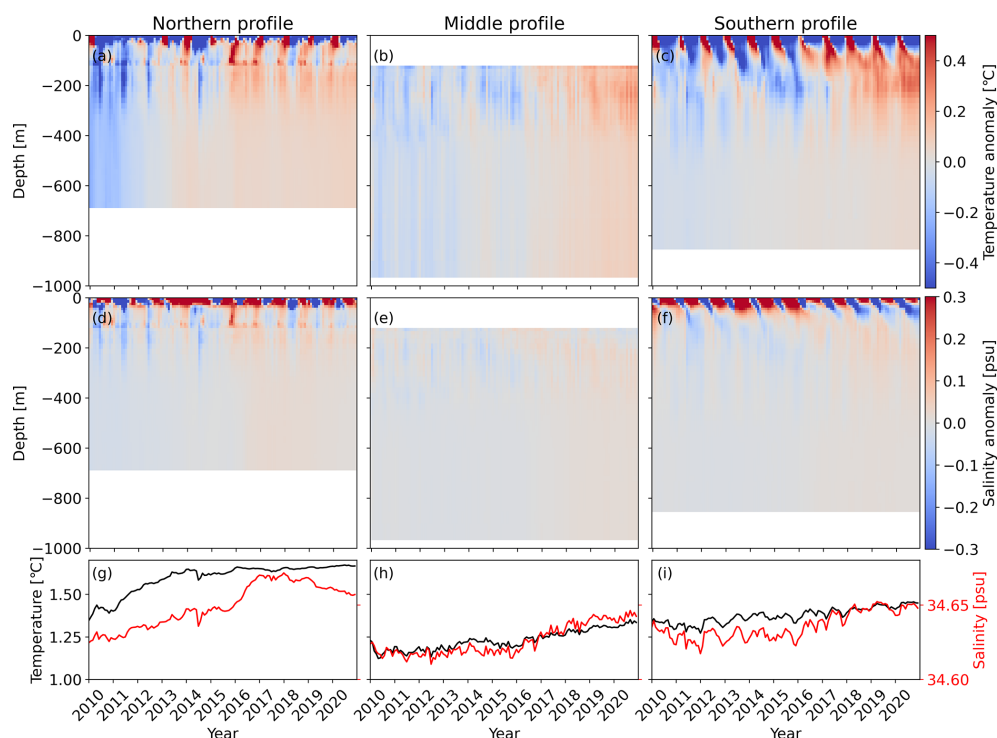 Northern profile
Middle profile
Southern profile
0
−200
−400
−600
−800
−1000
Depth [m]
(a)
(b)
(c)
0.4
0.2
0.0
−0.2
−0.4
Temperature anomaly [°C]
0
−200
−400
−600
−800
−1000
Depth [m]
(d)
(e)
(f)
0.3
0.2
0.1
0.0
−0.1
−0.2
−0.3
Salinity anomaly [psu]
Temperature [°C]
1.50
1.25
1.00
(g)
(h)
(i)
34.65
34.60
Salinity [psu]
2010 2011 2012 2013 2014 2015 2016 2017 2018 2019 2020
2010 2011 2012 2013 2014 2015 2016 2017 2018 2019 2020
2010 2011 2012 2013 2014 2015 2016 2017 2018 2019 2020
Year
Year
Year